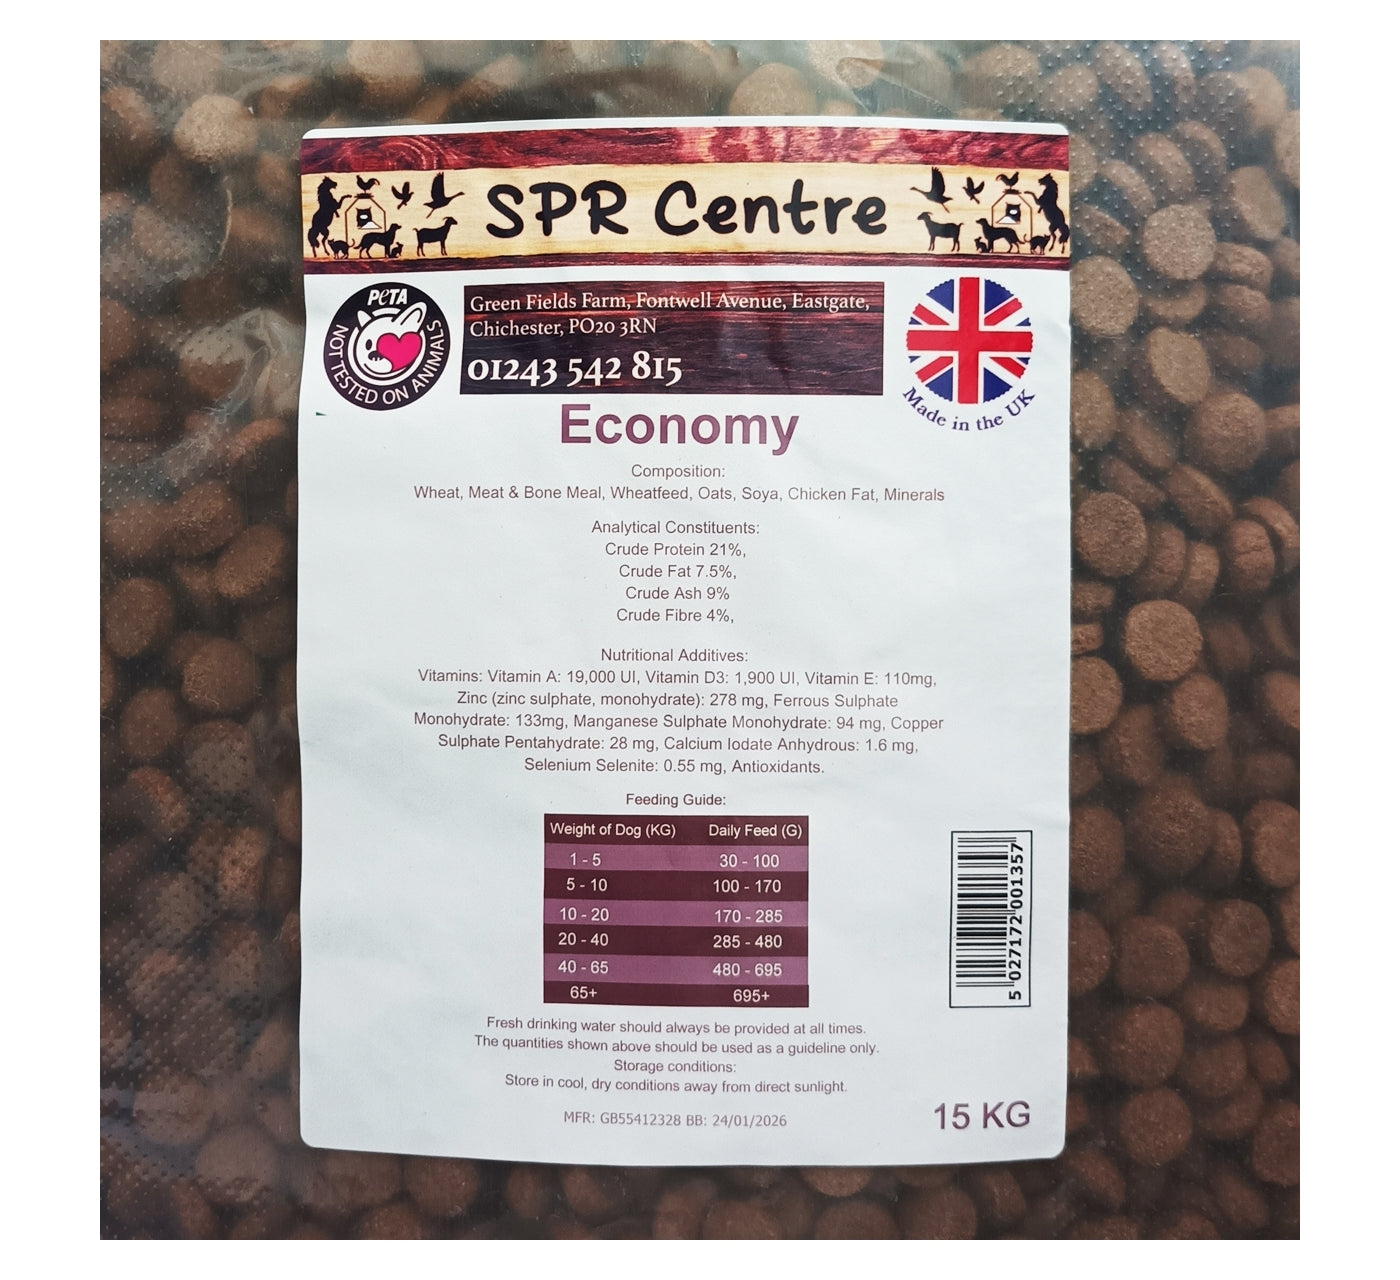 SPR Centre
PeTA
NOT TESTED ON ANIMALS
Green Fields Farm, Fontwell Avenue, Eastgate,
Chichester, PO20 3RN
01243 542 815
Made in the UK
Economy
Composition:
Wheat, Meat & Bone Meal, Wheatfeed, Oats, Soya, Chicken Fat, Minerals
Analytical Constituents:
Crude Protein 21%,
Crude Fat 7.5%,
Crude Ash 9%
Crude Fibre 4%,
Nutritional Additives:
Vitamins: Vitamin A: 19,000 UI, Vitamin D3: 1,900 UI, Vitamin E: 110mg,
Zinc (zinc sulphate, monohydrate): 278 mg, Ferrous Sulphate
Monohydrate: 133mg, Manganese Sulphate Monohydrate: 94 mg, Copper
Sulphate Pentahydrate: 28 mg, Calcium Iodate Anhydrous: 1.6 mg,
Selenium Selenite: 0.55 mg, Antioxidants.
Feeding Guide:
Weight of Dog (KG) Daily Feed (G)
1 - 5 30 - 100
5 - 10 100 - 170
10 - 20 170 - 285
20 - 40 285 - 480
40 - 65 480 - 695
65+ 695+
5 027172 001357
Fresh drinking water should always be provided at all times.
The quantities shown above should be used as a guideline only.
Storage conditions:
Store in cool, dry conditions away from direct sunlight.
MFR: GB55412328 BB: 24/01/2026
15 KG